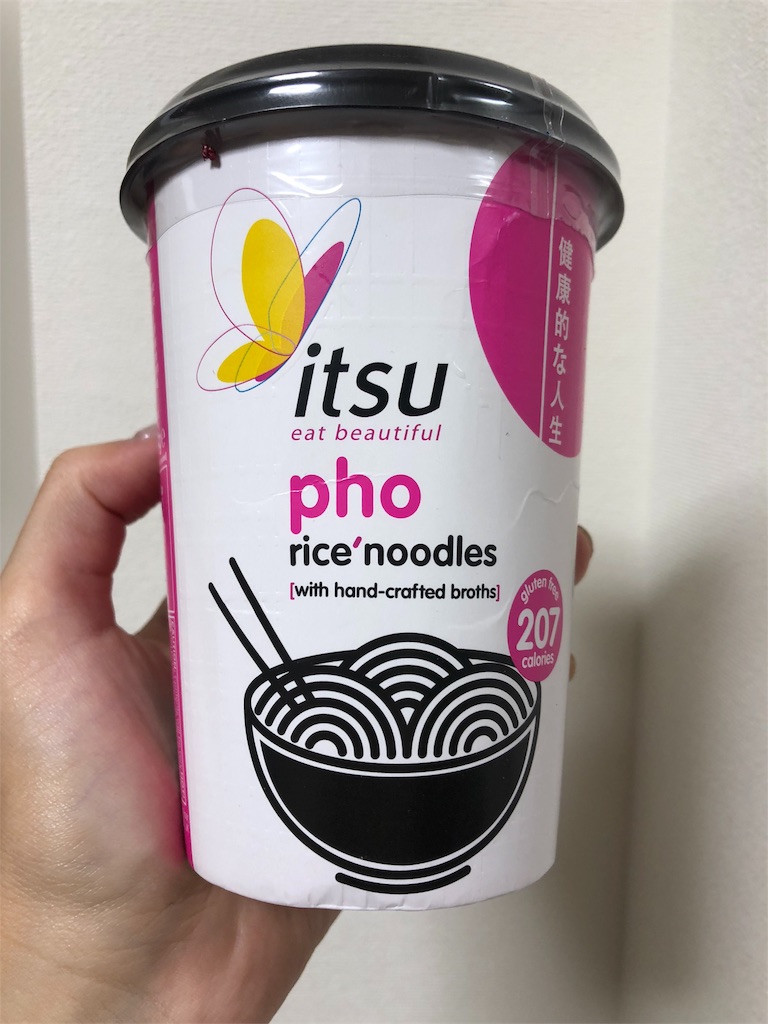 itsu
eat beautiful
pho
rice'noodles
[with hand-crafted broths]
gluten free
207
calories
健康的な人生